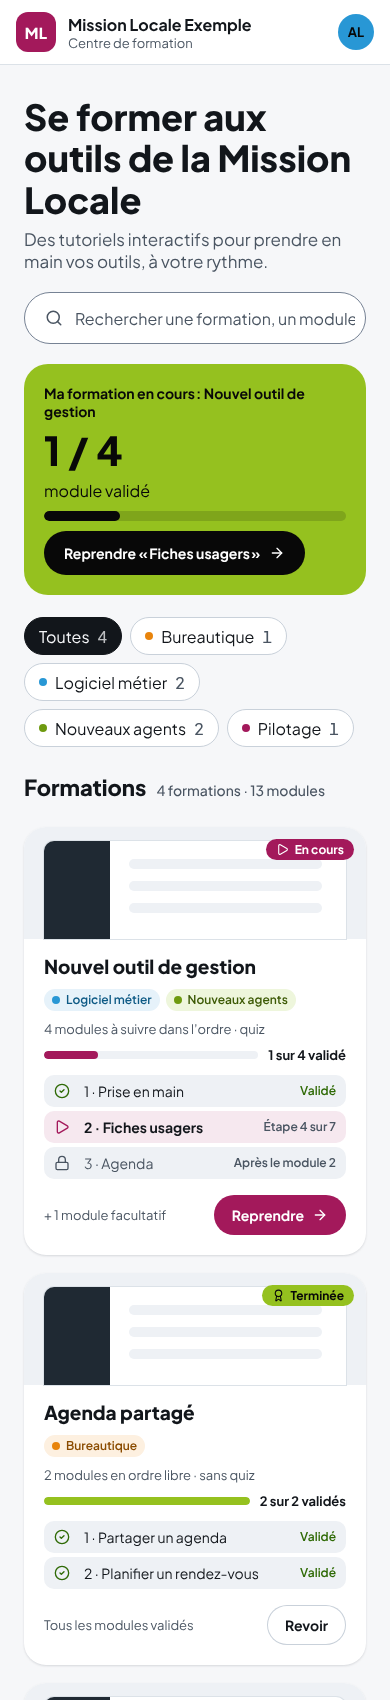 ML
Mission Locale Exemple
Centre de formation
AL
Se former aux
outils de la Mission
Locale
Des tutoriels interactifs pour prendre en
main vos outils, à votre rythme.
Rechercher une formation, un module
Ma formation en cours : Nouvel outil de
gestion
1 / 4
module validé
Reprendre « Fiches usagers »
Toutes 4
Bureautique 1
Logiciel métier 2
Nouveaux agents 2
Pilotage 1
Formations
4 formations · 13 modules
En cours
Nouvel outil de gestion
Logiciel métier
Nouveaux agents
4 modules à suivre dans l'ordre · quiz
1 sur 4 validé
1 · Prise en main
Validé
2 · Fiches usagers
Étape 4 sur 7
3 · Agenda
Après le module 2
+ 1 module facultatif
Reprendre
Terminée
Agenda partagé
Bureautique
2 modules en ordre libre · sans quiz
2 sur 2 validés
1 · Partager un agenda
Validé
2 · Planifier un rendez-vous
Validé
Tous les modules validés
Revoir